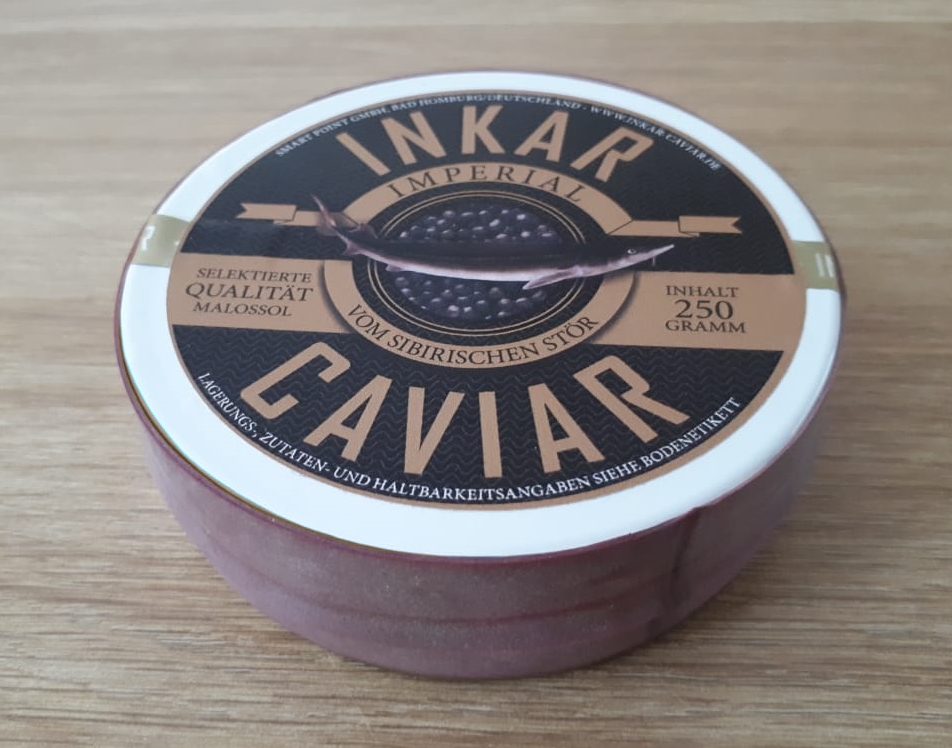 SMART POINT GMBH, BAD HOMBURG/DEUTSCHLAND - WWW.INKAR-CAVIAR.DE
INKAR
IMPERIAL
SELEKTIERTE
QUALITÄT
MALOSSOL
INHALT
250
GRAMM
VOM SIBIRISCHEN STÖR
CAVIAR
LAGERUNGS-, ZUTATEN- UND HALTBARKEITSANGABEN SIEHE BODENETIKETT